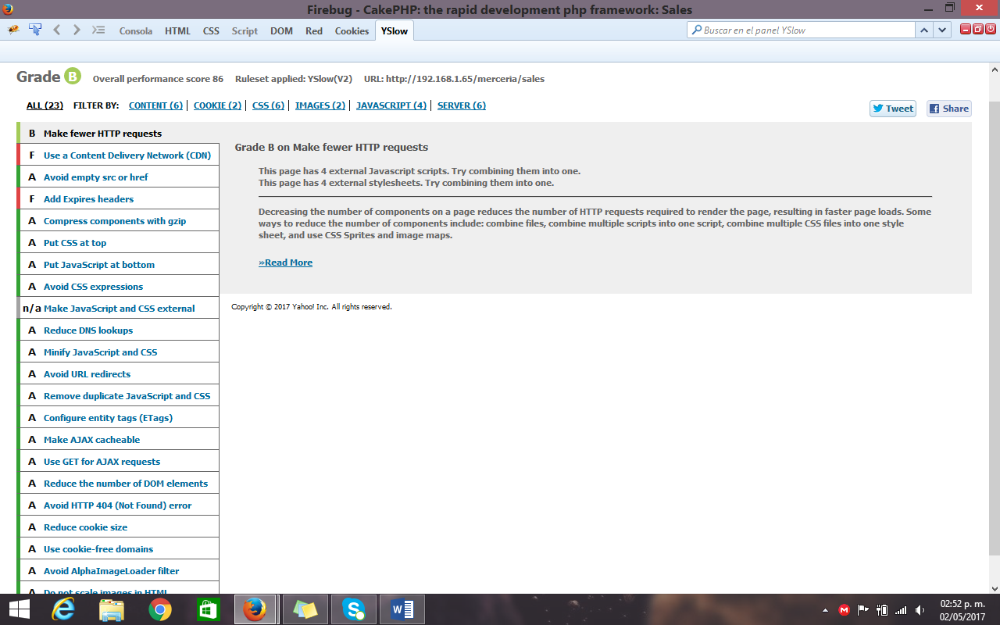 Firebug - CakePHP: the rapid development php framework: Sales
Consola HTML CSS Script DOM Red Cookies YSlow
Buscar en el panel YSlow
Grade B Overall performance score 86 Ruleset applied: YSlow(V2) URL: http://192.168.1.65/merceria/sales
ALL (23) FILTER BY: CONTENT (6) | COOKIE (2) | CSS (6) | IMAGES (2) | JAVASCRIPT (4) | SERVER (6)
Tweet Share
B Make fewer HTTP requests
F Use a Content Delivery Network (CDN)
A Avoid empty src or href
F Add Expires headers
A Compress components with gzip
A Put CSS at top
A Put JavaScript at bottom
A Avoid CSS expressions
n/a Make JavaScript and CSS external
A Reduce DNS lookups
A Minify JavaScript and CSS
A Avoid URL redirects
A Remove duplicate JavaScript and CSS
A Configure entity tags (ETags)
A Make AJAX cacheable
A Use GET for AJAX requests
A Reduce the number of DOM elements
A Avoid HTTP 404 (Not Found) error
A Reduce cookie size
A Use cookie-free domains
A Avoid AlphaImageLoader filter
A Do not scale images in HTML
Grade B on Make fewer HTTP requests
This page has 4 external Javascript scripts. Try combining them into one.
This page has 4 external stylesheets. Try combining them into one.
Decreasing the number of components on a page reduces the number of HTTP requests required to render the page, resulting in faster page loads. Some
ways to reduce the number of components include: combine files, combine multiple scripts into one script, combine multiple CSS files into one style
sheet, and use CSS Sprites and image maps.
»Read More
Copyright © 2017 Yahoo! Inc. All rights reserved.
02:52 p. m.
02/05/2017